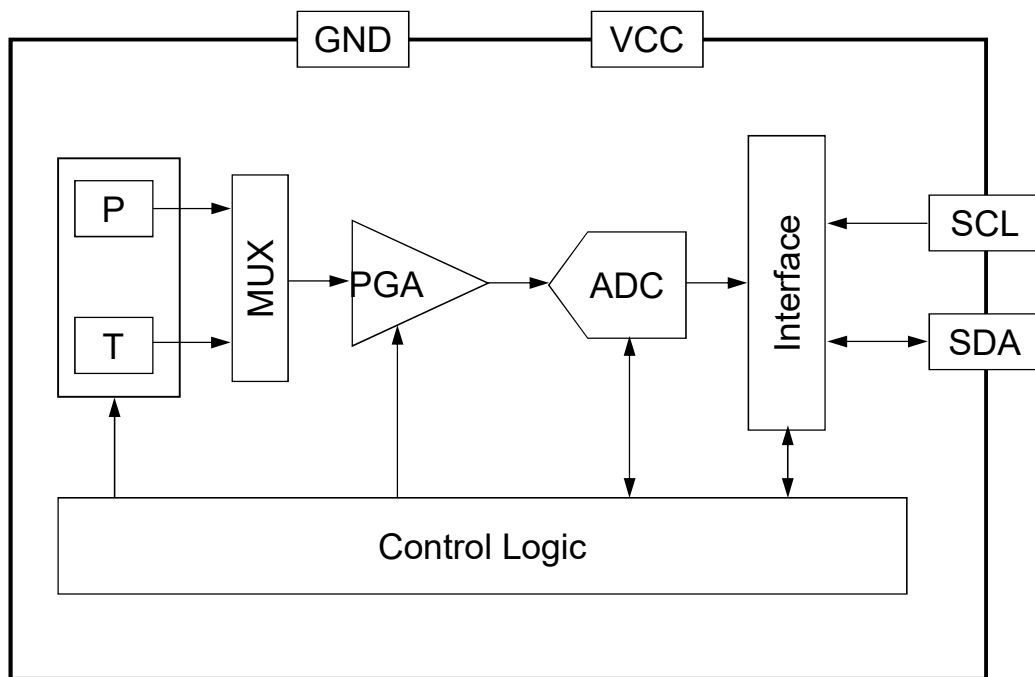 GND
VCC
P
T
MUX
PGA
ADC
Interface
SCL
SDA
Control Logic